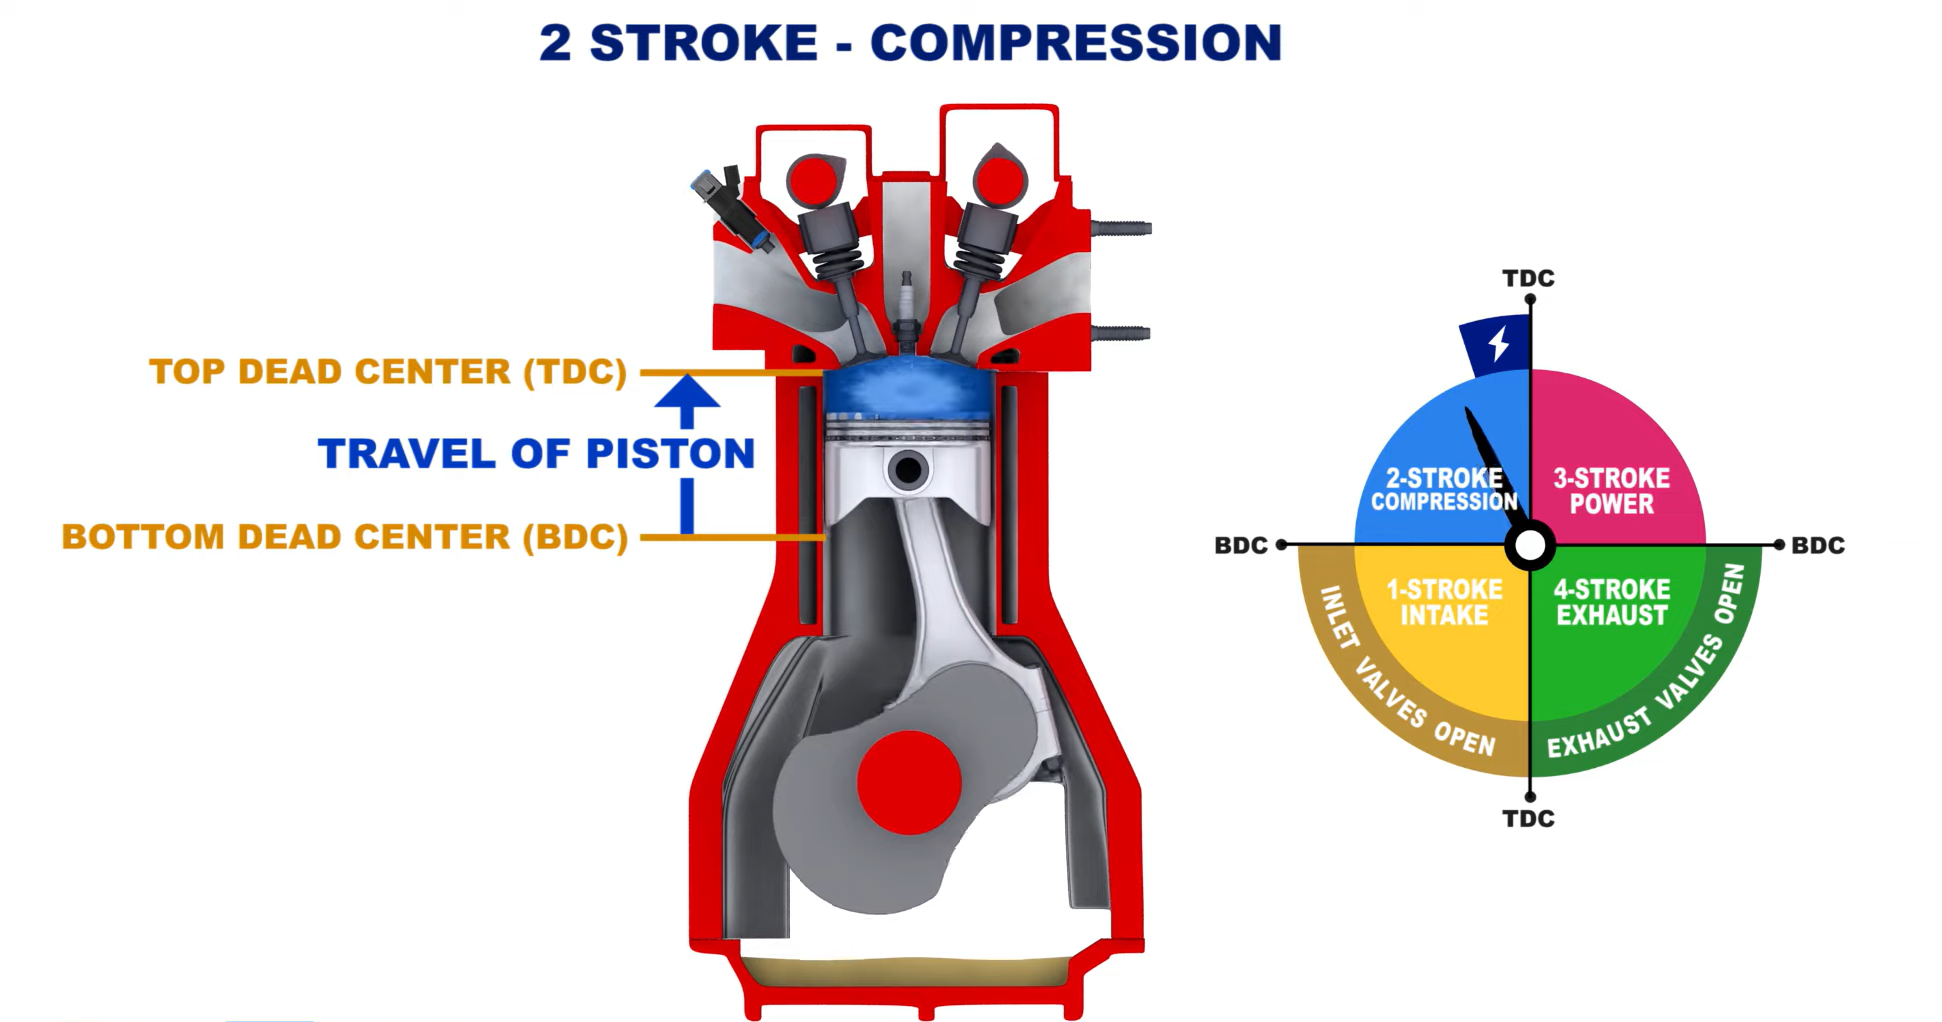 2 STROKE - COMPRESSION
TOP DEAD CENTER (TDC)
TRAVEL OF PISTON
BOTTOM DEAD CENTER (BDC)
TDC
2-STROKE
COMPRESSION
3-STROKE
POWER
BDC
BDC
1-STROKE
INTAKE
4-STROKE
EXHAUST
INLET VALVES OPEN
EXHAUST VALVES OPEN
TDC